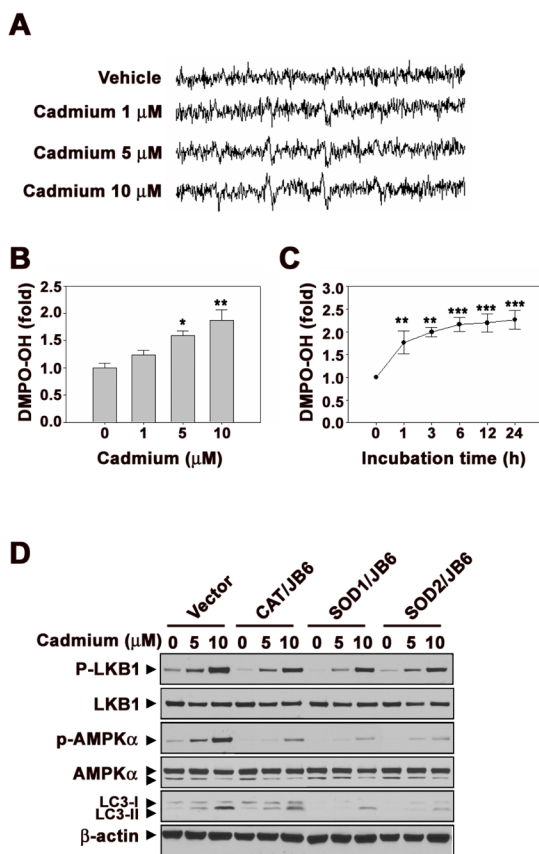 A
Vehicle
Cadmium 1 µM
Cadmium 5 µM
Cadmium 10 µM
B
DMPO-OH (fold)
2.5
2.0
1.5
1.0
0.5
0.0
*
**
0 1 5 10
Cadmium (µM)
C
DMPO-OH (fold)
3.0
2.5
2.0
1.5
1.0
0.5
0.0
** ** *** *** ***
0 1 3 6 12 24
Incubation time (h)
D
Vector CAT/JB6 SOD1/JB6 SOD2/JB6
Cadmium (µM) 0 5 10 0 5 10 0 5 10 0 5 10
P-LKB1
LKB1
p-AMPKα
AMPKα
LC3-I
LC3-II
β-actin